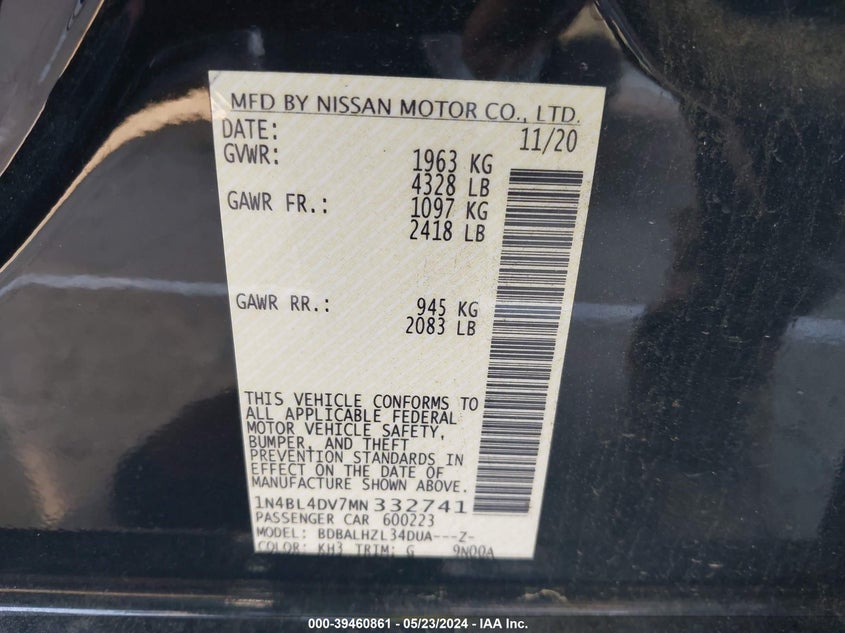 MFD BY NISSAN MOTOR CO., LTD.
DATE: 11/20
GVWR: 1963 KG
4328 LB
GAWR FR.: 1097 KG
2418 LB
GAWR RR.: 945 KG
2083 LB
THIS VEHICLE CONFORMS TO
ALL APPLICABLE FEDERAL
MOTOR VEHICLE SAFETY,
BUMPER, AND THEFT
PREVENTION STANDARDS IN
EFFECT ON THE DATE OF
MANUFACTURE SHOWN ABOVE.
1N4BL4DV7MN332741
PASSENGER CAR 600223
MODEL: BDBALHZL34DUA---Z-
COLOR: KH3 TRIM: G 9N00A
000-39460861 - 05/23/2024 - IAA Inc.